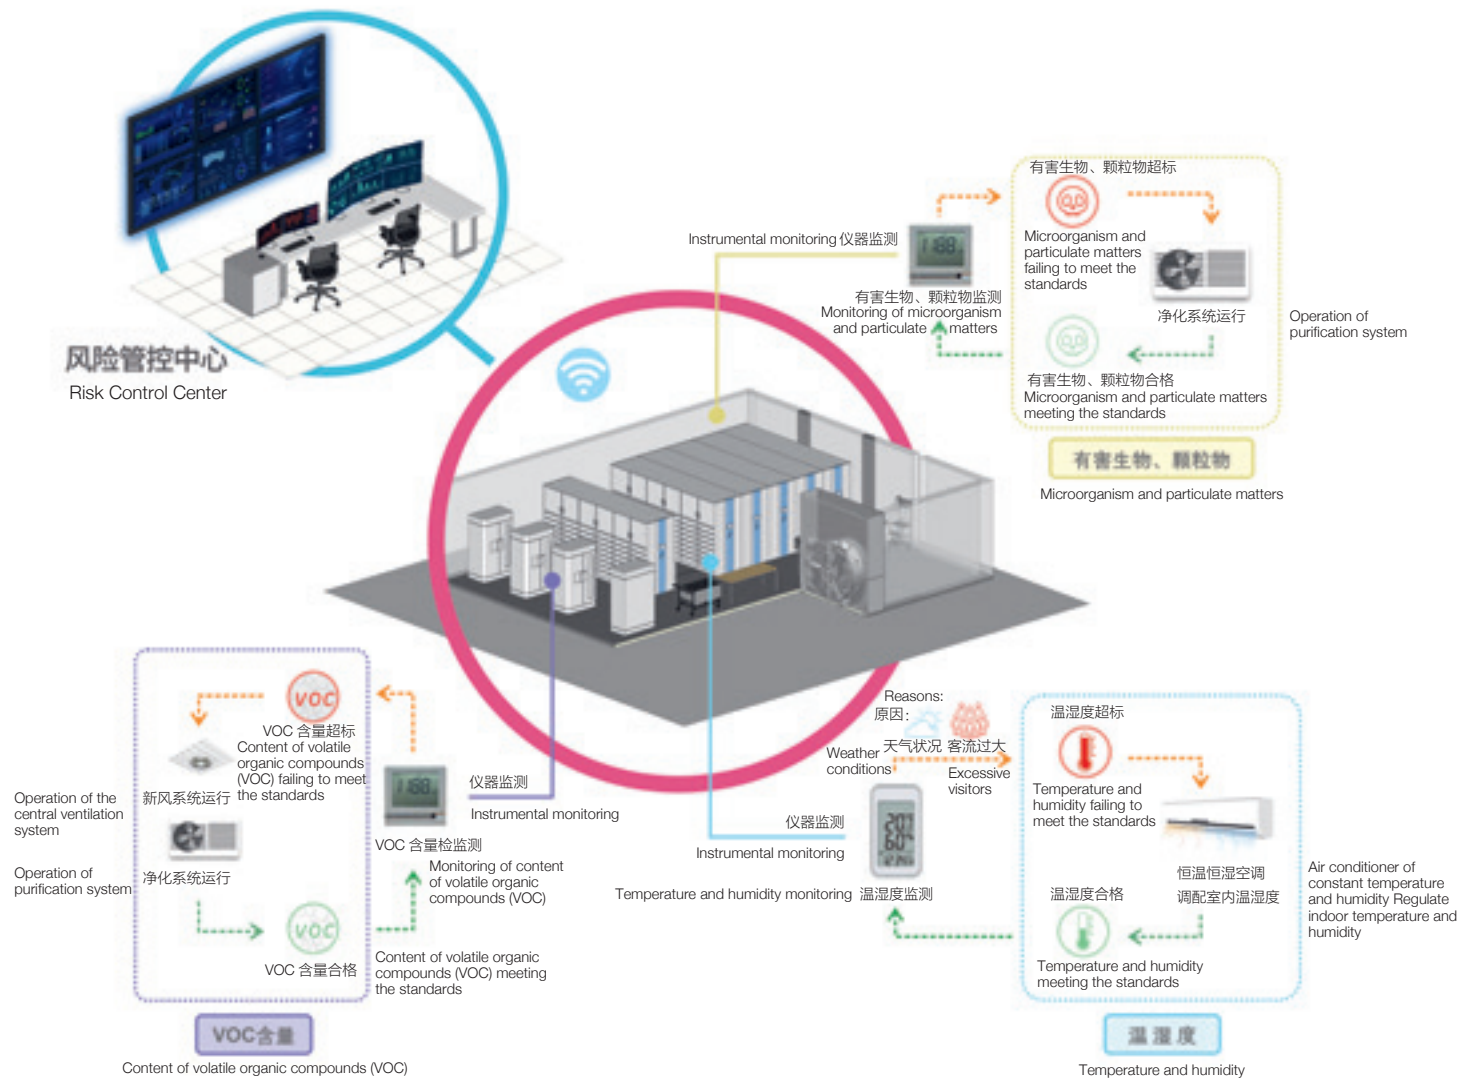 风险管控中心
Risk Control Center
Instrumental monitoring 仪器监测
有害生物、颗粒物监测
Monitoring of microorganism
and particulate matters
有害生物、颗粒物超标
Microorganism and
particulate matters
failing to meet the
standards
净化系统运行
Operation of
purification system
有害生物、颗粒物合格
Microorganism and particulate matters
meeting the standards
有害生物、颗粒物
Microorganism and particulate matters
VOC
VOC 含量超标
Content of volatile
organic compounds
(VOC) failing to meet
the standards
新风系统运行
Operation of the
central ventilation
system
净化系统运行
Operation of
purification system
VOC
VOC 含量合格
Content of volatile organic
compounds (VOC) meeting
the standards
VOC 含量检监测
Monitoring of content
of volatile organic
compounds (VOC)
仪器监测
Instrumental monitoring
VOC含量
Content of volatile organic compounds (VOC)
Reasons:
原因：
天气状况
客流过大
Weather
conditions
Excessive
visitors
仪器监测
Instrumental monitoring
Temperature and humidity monitoring 温湿度监测
温湿度超标
Temperature and
humidity failing to
meet the standards
恒温恒湿空调
调配室内温湿度
Air conditioner of
constant temperature
and humidity Regulate
indoor temperature and
humidity
温湿度合格
Temperature and humidity
meeting the standards
温湿度
Temperature and humidity